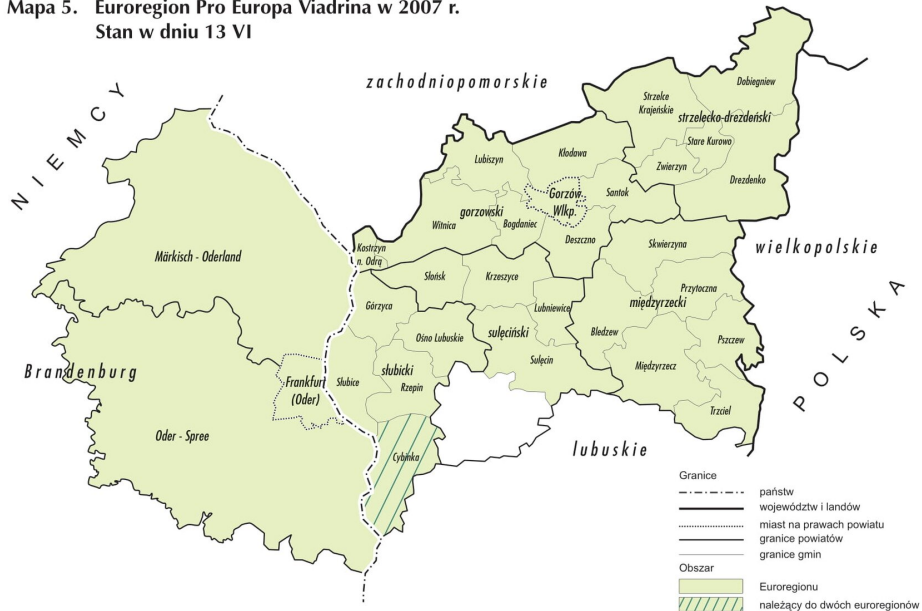 Mapa 5. Euroregion Pro Europa Viadrina w 2007 r.
Stan w dniu 13 VI
NIEMCY
zachodniopomorskie
Dobiegniew
Strzelce
Krajeńskie
strzelecko-drezdeński
Stare Kurowo
Zwierzyn
Drezdenko
Kłodawa
Lubiszyn
Santok
Gorzów
Wlkp.
gorzowski
Witnica
Bogdaniec
Deszczno
Kostrzyn
n. Odrą
Märkisch - Oderland
Skwierzyna
wielkopolskie
Słońsk
Krzeszyce
Górzyca
Lubniewice
międzyrzecki
Przytoczna
POLSKA
Ośno Lubuskie
sulęciński
Bledzew
Pszczew
Sulęcin
Międzyrzecz
Brandenburg
Frankfurt
(Oder)
Słubice
słubicki
Rzepin
Trzciel
Oder - Spree
Cybinka
lubuskie
Granice
państw
województw i landów
miast na prawach powiatu
granice powiatów
granice gmin
Obszar
Euroregionu
należący do dwóch euroregionów